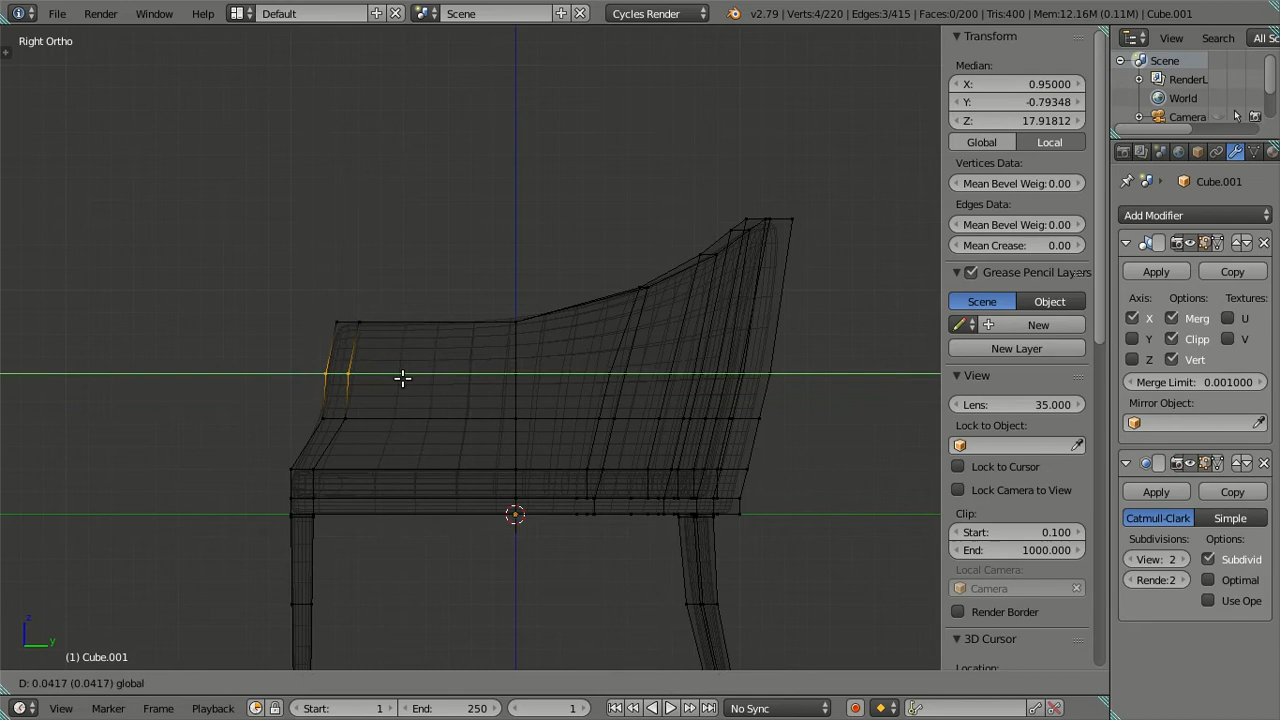 File Render Window Help Default Scene Cycles Render v2.79 | Verts:4/220 | Edges:3/415 | Faces:0/200 | Tris:400 | Mem:12.16M (0.11M) | Cube.001
Right Ortho
Transform
Median:
X: 0.95000
Y: -0.79348
Z: 17.91812
Global Local
Vertices Data:
Mean Bevel Weig: 0.00
Edges Data:
Mean Bevel Weig: 0.00
Mean Crease: 0.00
Grease Pencil Layers
Scene Object
New
New Layer
View
Lens: 35.000
Lock to Object:
Lock to Cursor
Lock Camera to View
Clip:
Start: 0.100
End: 1000.000
Local Camera:
Camera
Render Border
3D Cursor
Location:
View Search All Sc
Scene
RenderL
World
Camera
Cube.001
Add Modifier
Apply Copy
Axis: Options: Textures:
X Merg U
Y Clipp V
Z Vert
Merge Limit: 0.001000
Mirror Object:
Apply Copy
Catmull-Clark Simple
Subdivisions: Options:
View: 2 Subdivid
Rende: 2 Optimal
Use Ope
z
y
(1) Cube.001
D: 0.0417 (0.0417) global
View Marker Frame Playback Start: 1 End: 250 1 No Sync